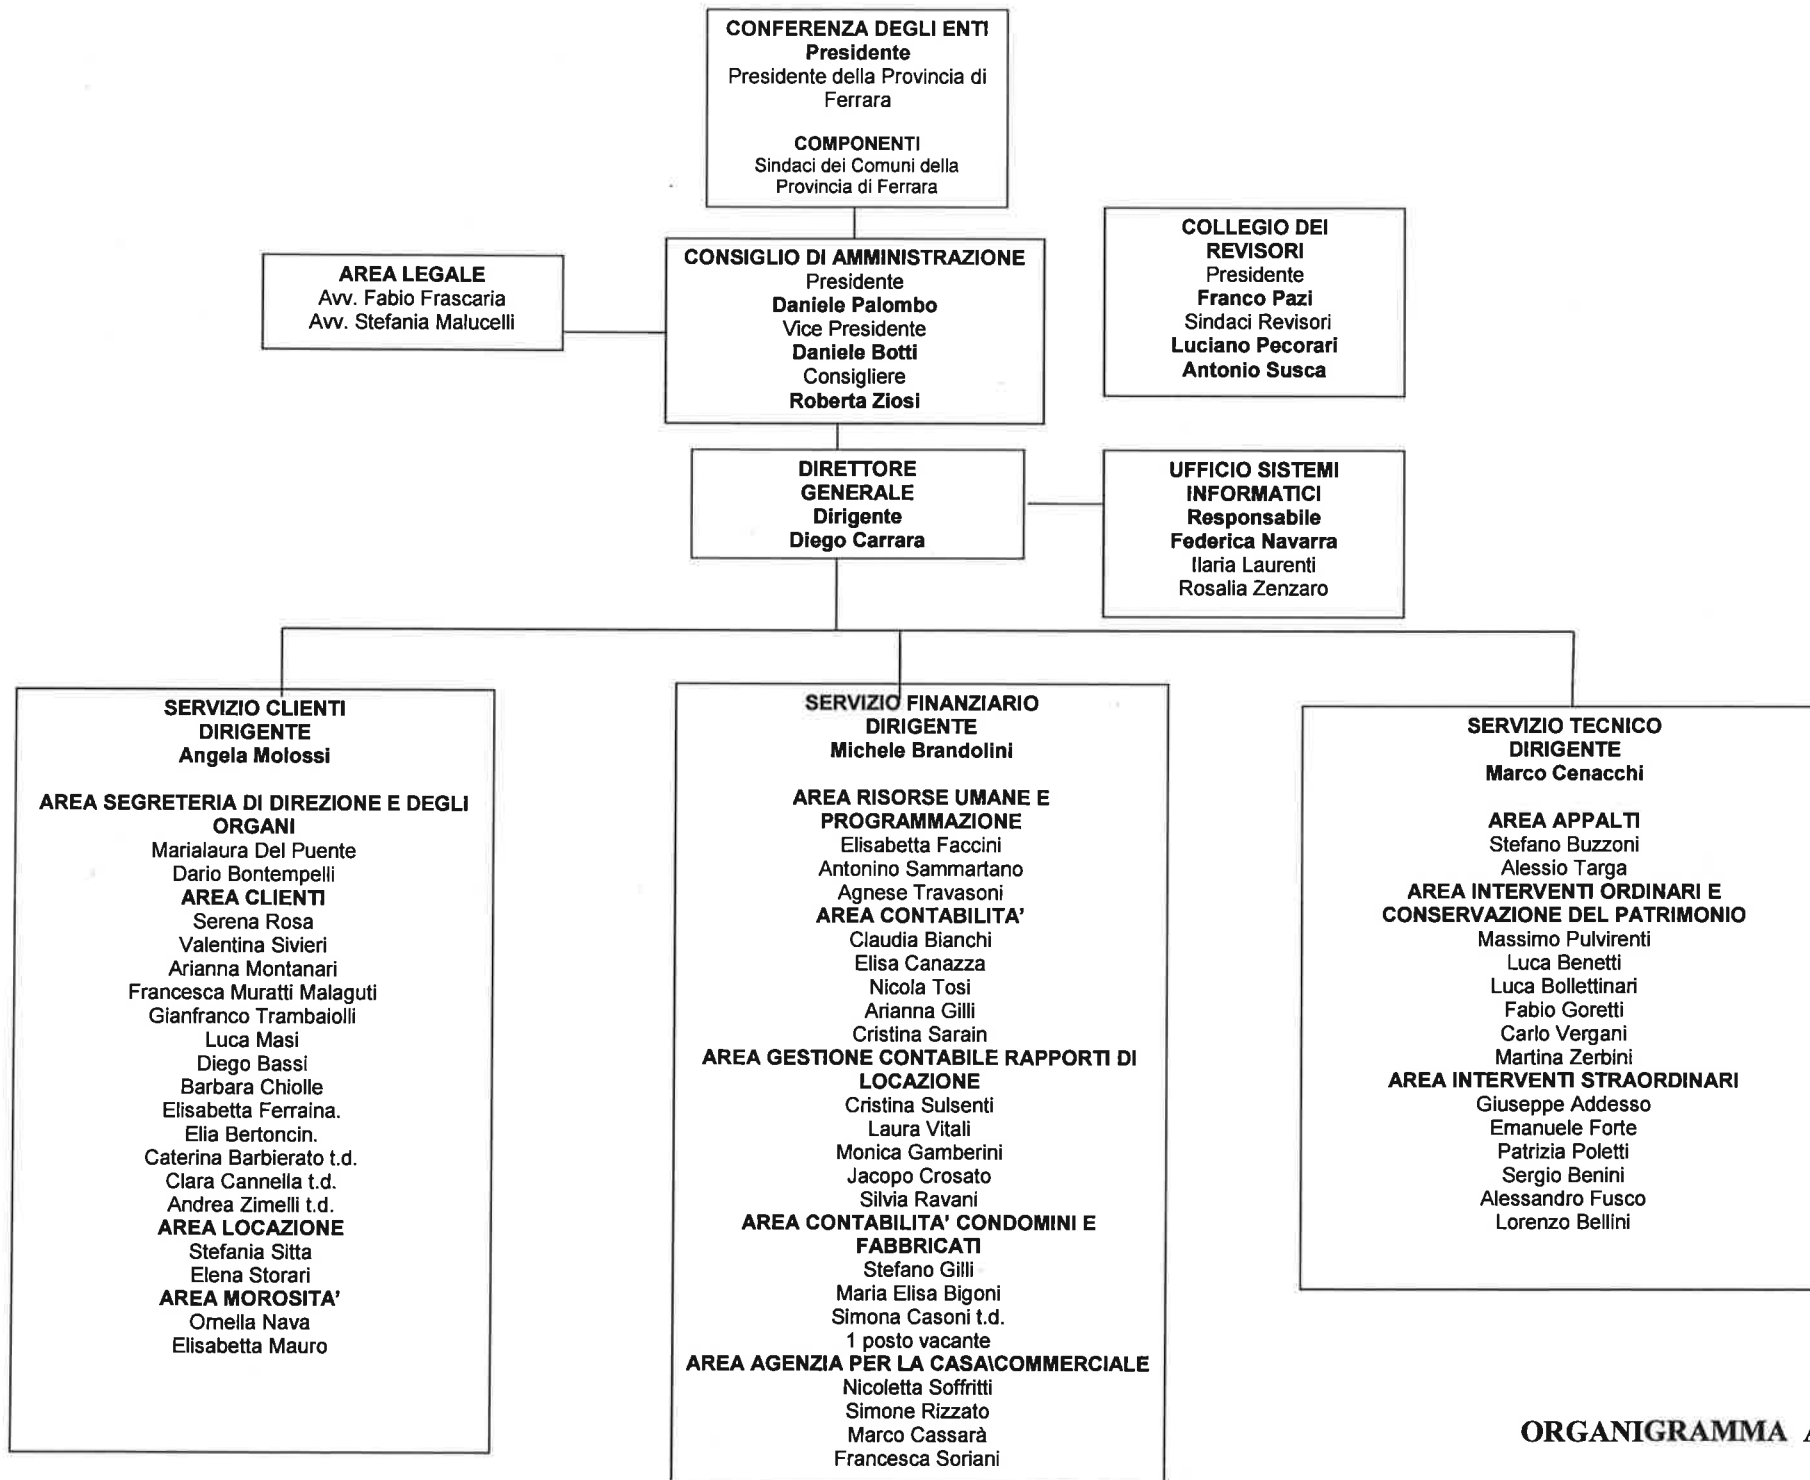 CONFERENZA DEGLI ENTI
Presidente
Presidente della Provincia di
Ferrara
COMPONENTI
Sindaci dei Comuni della
Provincia di Ferrara
AREA LEGALE
Avv. Fabio Frascaria
Avv. Stefania Malucelli
CONSIGLIO DI AMMINISTRAZIONE
Presidente
Daniele Palombo
Vice Presidente
Daniele Botti
Consigliere
Roberta Ziosi
COLLEGIO DEI
REVISORI
Presidente
Franco Pazi
Sindaci Revisori
Luciano Pecorari
Antonio Susca
DIRETTORE
GENERALE
Dirigente
Diego Carrara
UFFICIO SISTEMI
INFORMATICI
Responsabile
Federica Navarra
Ilaria Laurenti
Rosalia Zenzaro
SERVIZIO CLIENTI
DIRIGENTE
Angela Molossi
AREA SEGRETERIA DI DIREZIONE E DEGLI
ORGANI
Marialaura Del Puente
Dario Bontempelli
AREA CLIENTI
Serena Rosa
Valentina Sivieri
Arianna Montanari
Francesca Muratti Malaguti
Gianfranco Trambaiolli
Luca Masi
Diego Bassi
Barbara Chiolle
Elisabetta Ferraina.
Elia Bertoncin.
Caterina Barbierato t.d.
Clara Cannella t.d.
Andrea Zimelli t.d.
AREA LOCAZIONE
Stefania Sitta
Elena Storari
AREA MOROSITA'
Ornella Nava
Elisabetta Mauro
SERVIZIO FINANZIARIO
DIRIGENTE
Michele Brandolini
AREA RISORSE UMANE E
PROGRAMMAZIONE
Elisabetta Faccini
Antonino Sammartano
Agnese Travasoni
AREA CONTABILITA'
Claudia Bianchi
Elisa Canazza
Nicola Tosi
Arianna Gilli
Cristina Sarain
AREA GESTIONE CONTABILE RAPPORTI DI
LOCAZIONE
Cristina Sulsenti
Laura Vitali
Monica Gamberini
Jacopo Crosato
Silvia Ravani
AREA CONTABILITA' CONDOMINI E
FABBRICATI
Stefano Gilli
Maria Elisa Bigoni
Simona Casoni t.d.
1 posto vacante
AREA AGENZIA PER LA CASA\COMMERCIALE
Nicoletta Soffritti
Simone Rizzato
Marco Cassarà
Francesca Soriani
SERVIZIO TECNICO
DIRIGENTE
Marco Cenacchi
AREA APPALTI
Stefano Buzzoni
Alessio Targa
AREA INTERVENTI ORDINARI E
CONSERVAZIONE DEL PATRIMONIO
Massimo Pulvirenti
Luca Benetti
Luca Bollettinari
Fabio Goretti
Carlo Vergani
Martina Zerbini
AREA INTERVENTI STRAORDINARI
Giuseppe Addesso
Emanuele Forte
Patrizia Poletti
Sergio Benini
Alessandro Fusco
Lorenzo Bellini
ORGANIGRAMMA